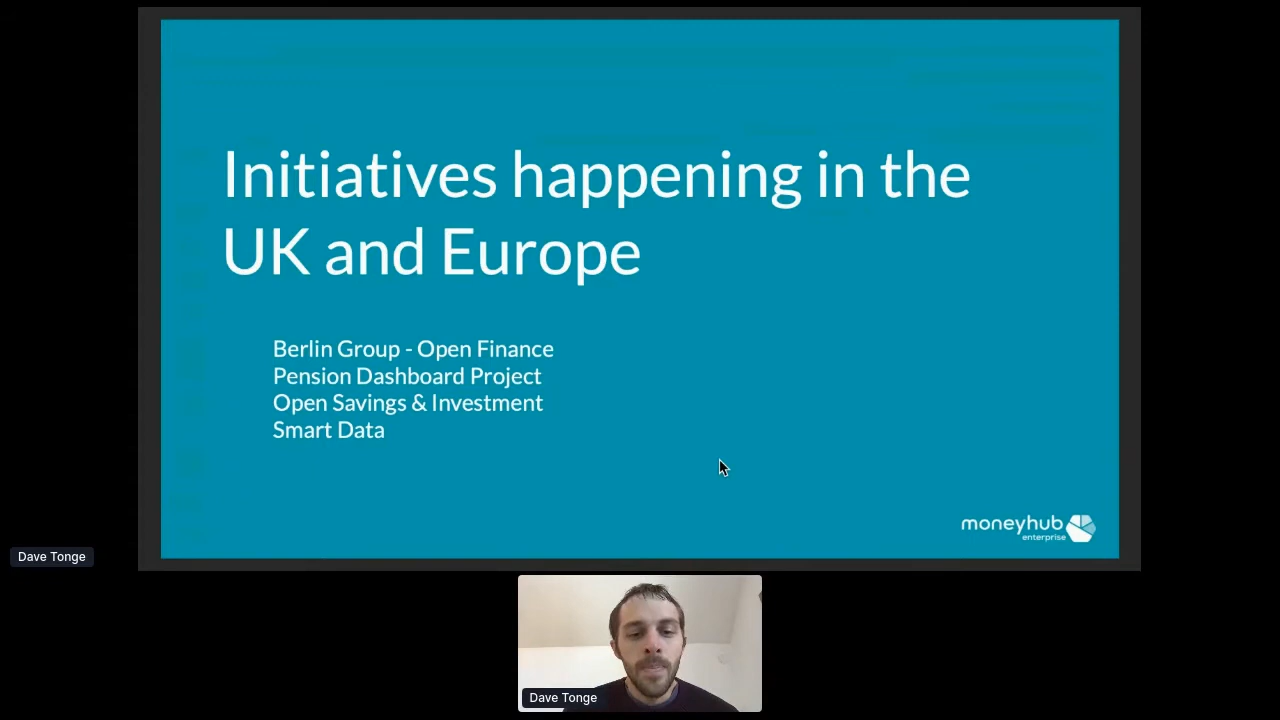 Initiatives happening in the
UK and Europe
Berlin Group - Open Finance
Pension Dashboard Project
Open Savings & Investment
Smart Data
moneyhub
enterprise
Dave Tonge
Dave Tonge